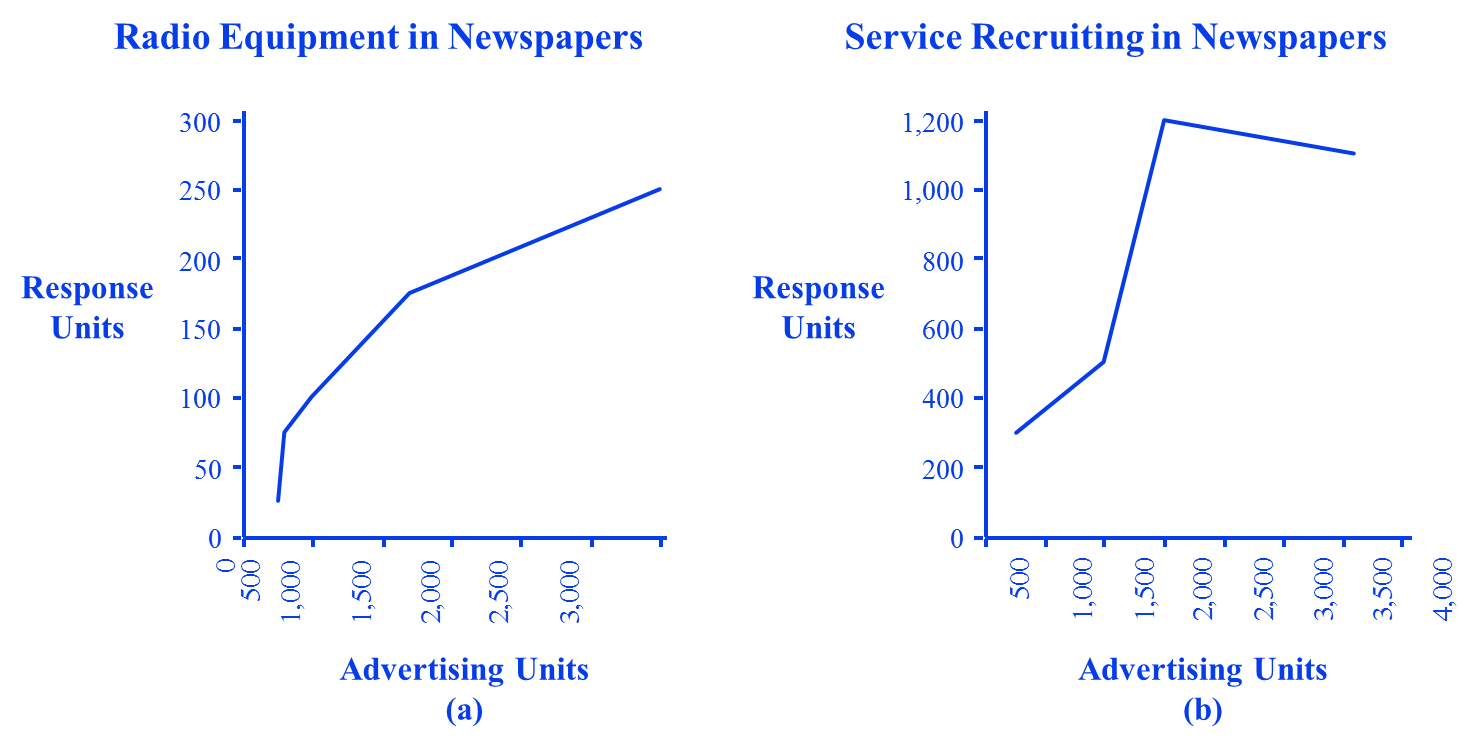 Radio Equipment in Newspapers
300
250
200
150
100
50
0
Response
Units
0
500
1,000
1,500
2,000
2,500
3,000
Advertising Units
(a)
Service Recruiting in Newspapers
1,200
1,000
800
600
400
200
0
Response
Units
500
1,000
1,500
2,000
2,500
3,000
3,500
4,000
Advertising Units
(b)